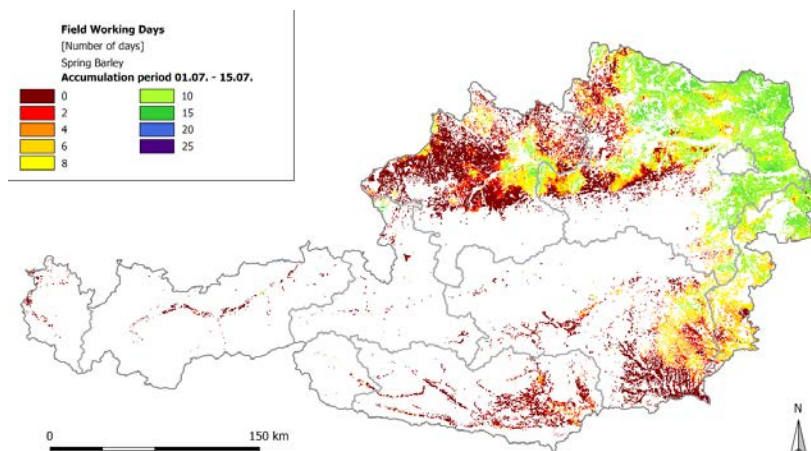 Field Working Days
[Number of days]
Spring Barley
Accumulation period 01.07. - 15.07.
0 10
2 15
4 20
6 25
8
0 150 km
N